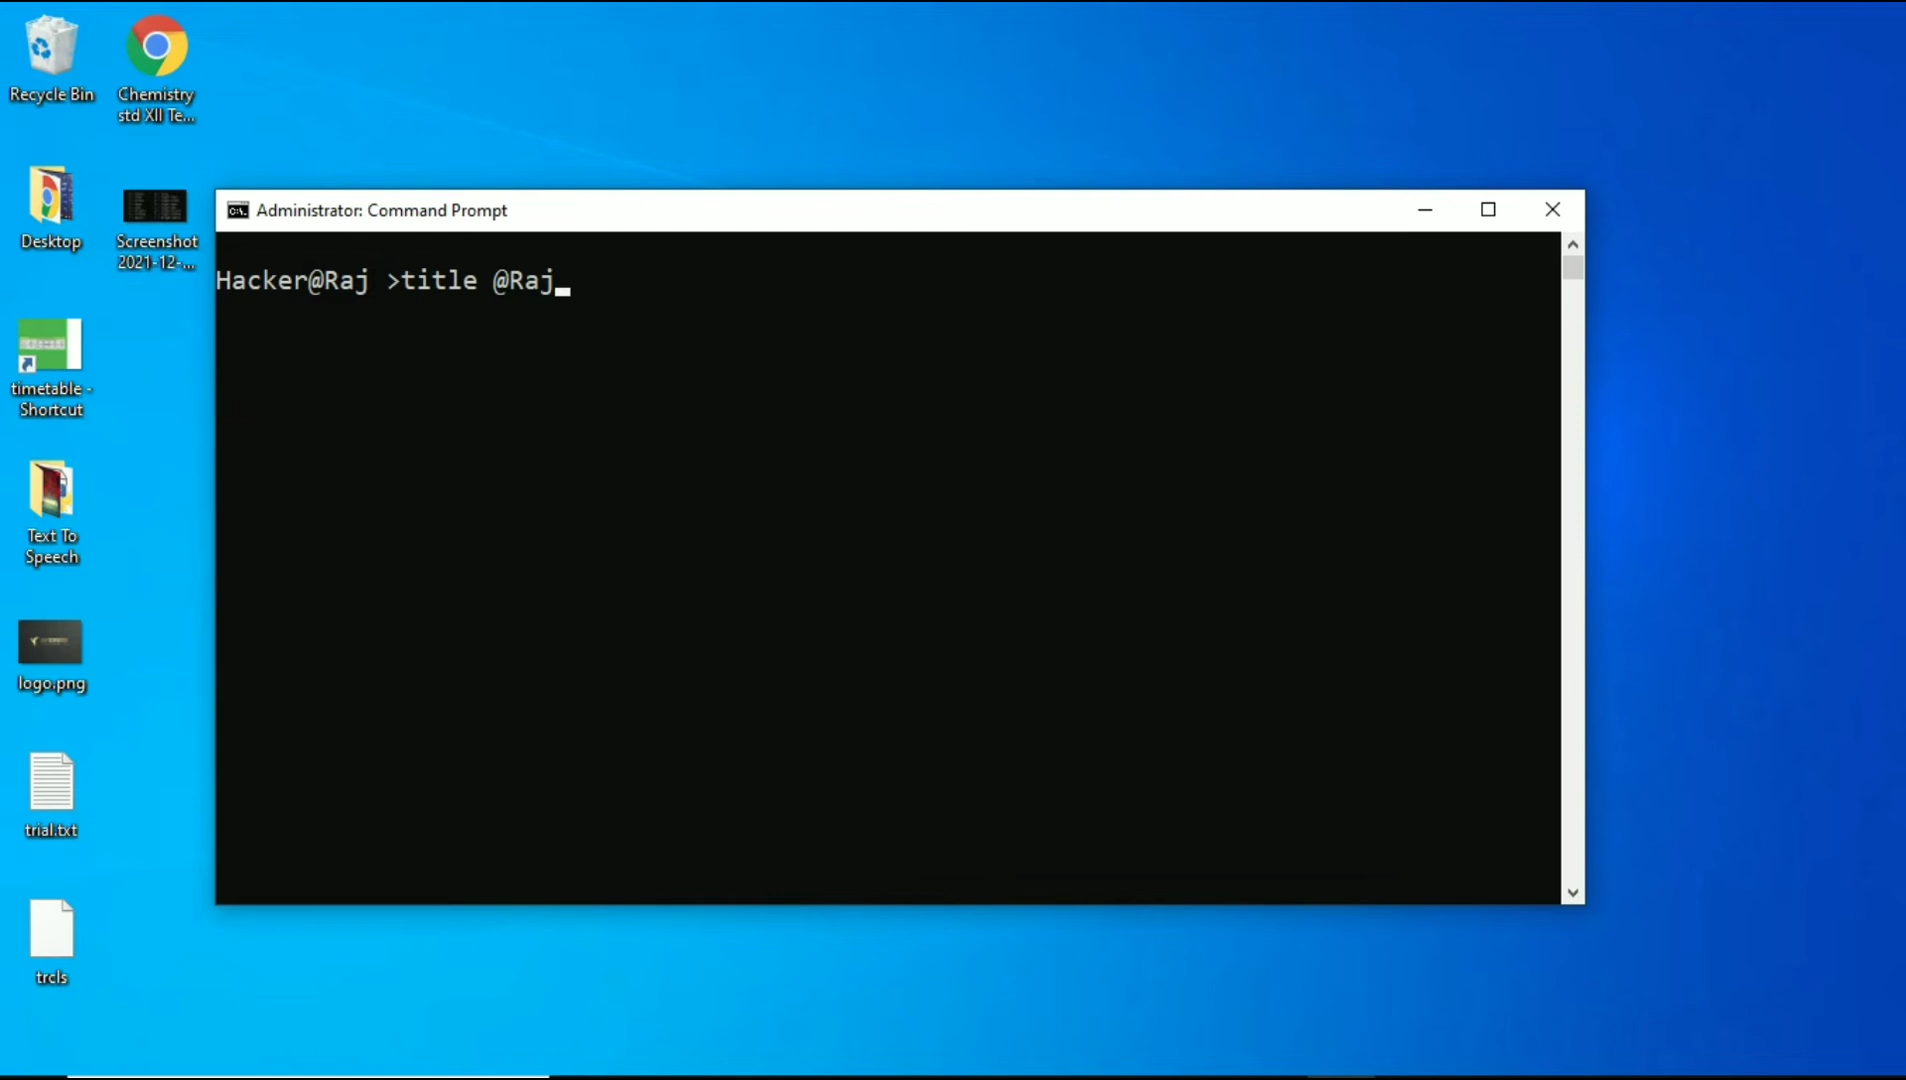 Recycle Bin
Chemistry
std XII Te...
Desktop
Screenshot
2021-12-...
timetable -
Shortcut
Text To
Speech
logo.png
trial.txt
trcls
C:\.
Administrator: Command Prompt
Hacker@Raj >title @Raj_